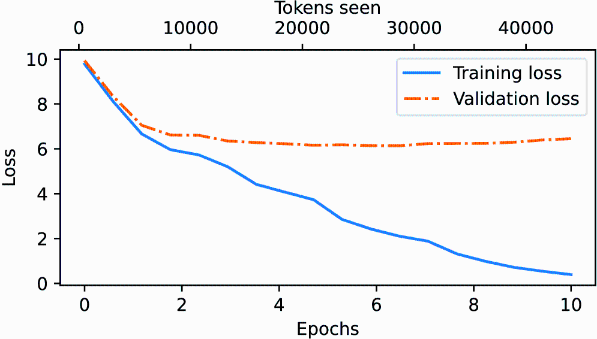 Tokens seen
0 10000 20000 30000 40000
10
8
6
4
2
0
Loss
Training loss
Validation loss
0 2 4 6 8 10
Epochs